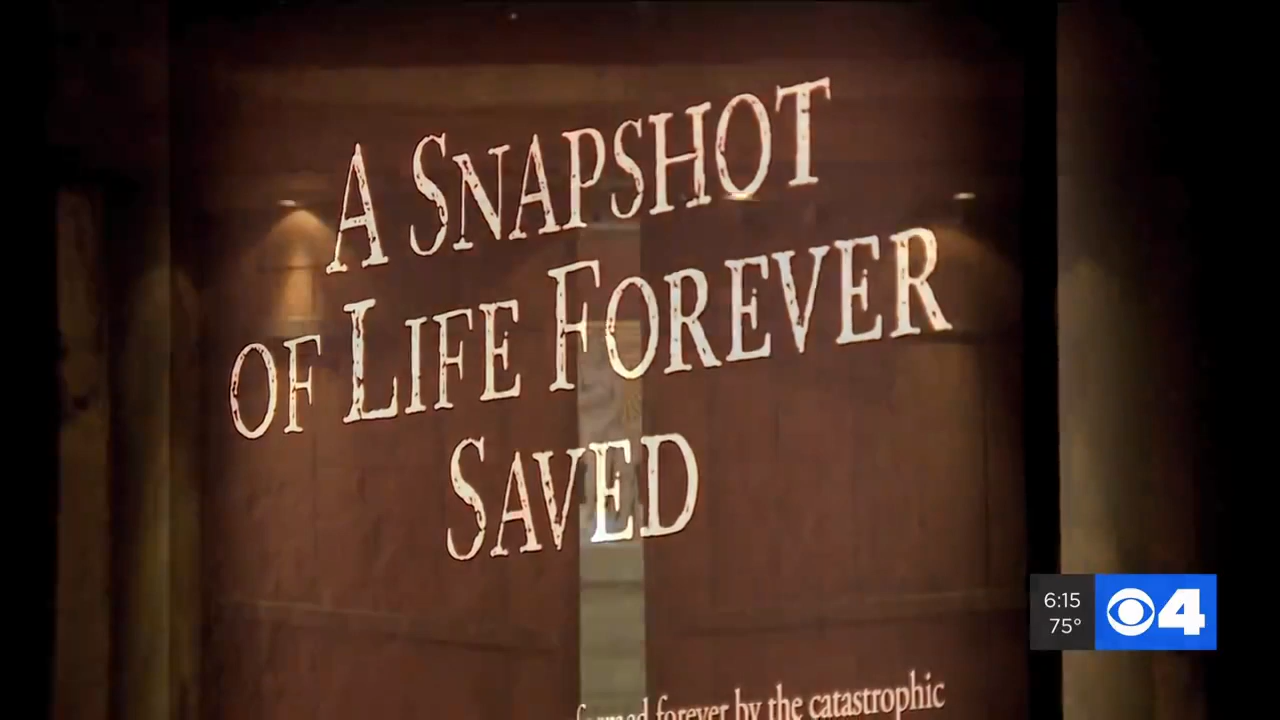 A SNAPSHOT
OF LIFE FOREVER
SAVED
forever by the catastrophic
6:15
75°
4